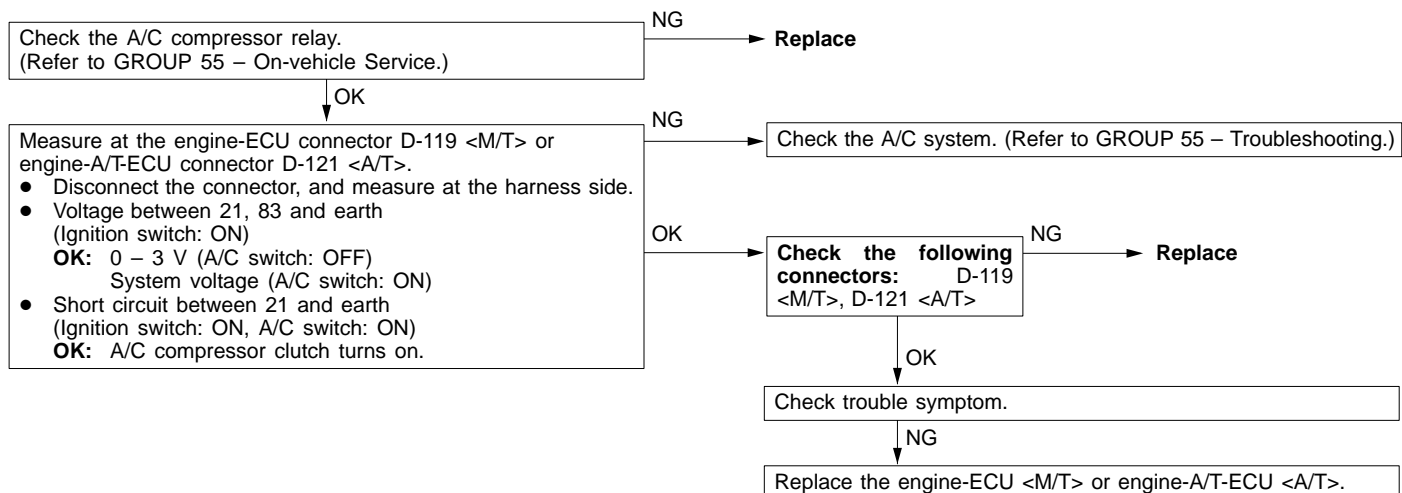 Check the A/C compressor relay.
(Refer to GROUP 55 – On-vehicle Service.)
NG
Replace
OK
Measure at the engine-ECU connector D-119 <M/T> or
engine-A/T-ECU connector D-121 <A/T>.
● Disconnect the connector, and measure at the harness side.
● Voltage between 21, 83 and earth
(Ignition switch: ON)
OK: 0 – 3 V (A/C switch: OFF)
System voltage (A/C switch: ON)
● Short circuit between 21 and earth
(Ignition switch: ON, A/C switch: ON)
OK: A/C compressor clutch turns on.
NG
Check the A/C system. (Refer to GROUP 55 – Troubleshooting.)
OK
Check the following
connectors: D-119
<M/T>, D-121 <A/T>
NG
Replace
OK
Check trouble symptom.
NG
Replace the engine-ECU <M/T> or engine-A/T-ECU <A/T>.